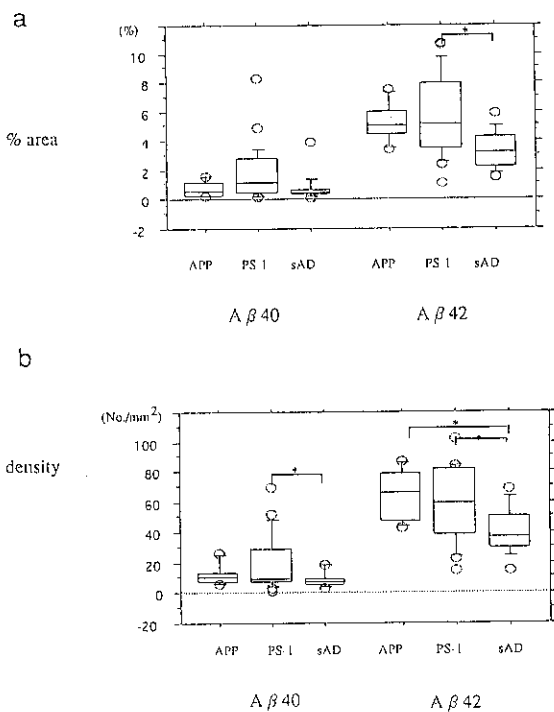 a
(%)
10
8
6
4
2
0
-2
% area
*
APP PS-1 sAD APP PS-1 sAD
A β 40 A β 42
b
(No./mm²)
100
80
60
40
20
0
-20
density
* * *
APP PS-1 sAD APP PS-1 sAD
A β 40 A β 42